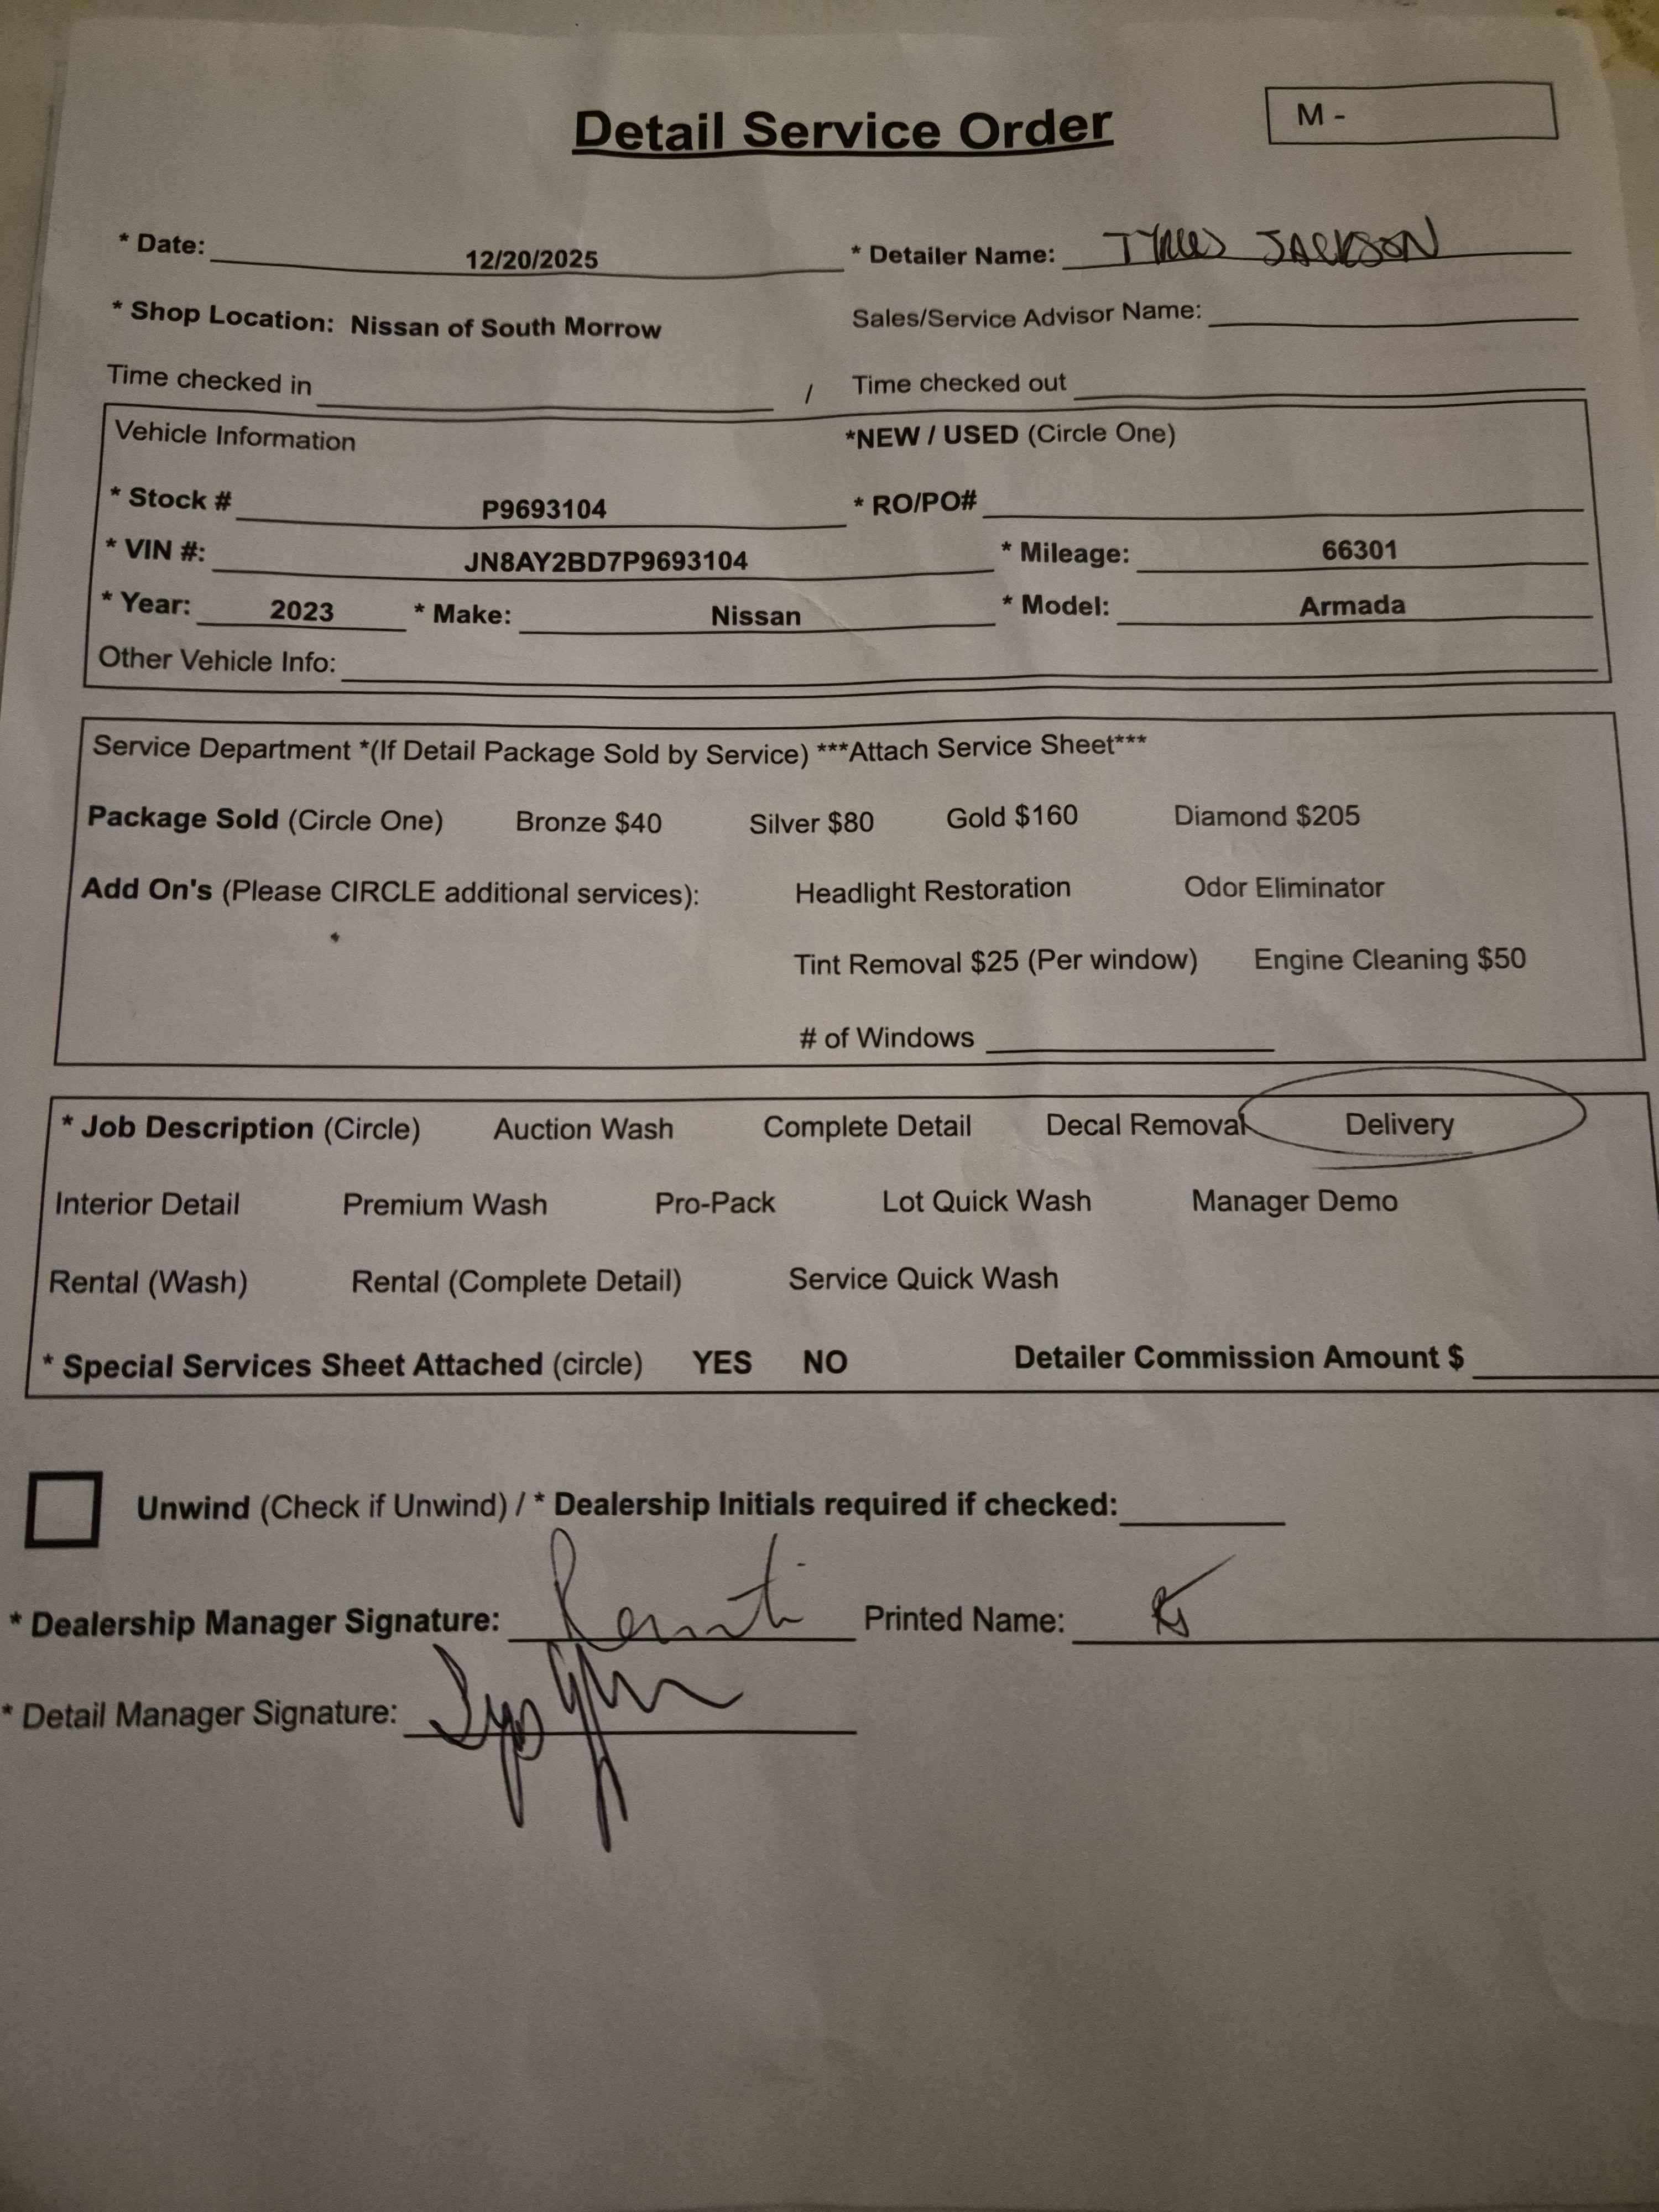 Detail Service Order
M -
* Date: 12/20/2025 * Detailer Name: JACKSON
* Shop Location: Nissan of South Morrow Sales/Service Advisor Name:
Time checked in / Time checked out
Vehicle Information *NEW / USED (Circle One)
* Stock # P9693104 * RO/PO#
* VIN #: JN8AY2BD7P9693104 * Mileage: 66301
* Year: 2023 * Make: Nissan * Model: Armada
Other Vehicle Info:
Service Department *(If Detail Package Sold by Service) ***Attach Service Sheet***
Package Sold (Circle One) Bronze $40 Silver $80 Gold $160 Diamond $205
Add On's (Please CIRCLE additional services): Headlight Restoration Odor Eliminator
Tint Removal $25 (Per window) Engine Cleaning $50
# of Windows
* Job Description (Circle) Auction Wash Complete Detail Decal Removal Delivery
Interior Detail Premium Wash Pro-Pack Lot Quick Wash Manager Demo
Rental (Wash) Rental (Complete Detail) Service Quick Wash
* Special Services Sheet Attached (circle) YES NO Detailer Commission Amount $
Unwind (Check if Unwind) / * Dealership Initials required if checked:
* Dealership Manager Signature: Printed Name:
* Detail Manager Signature: